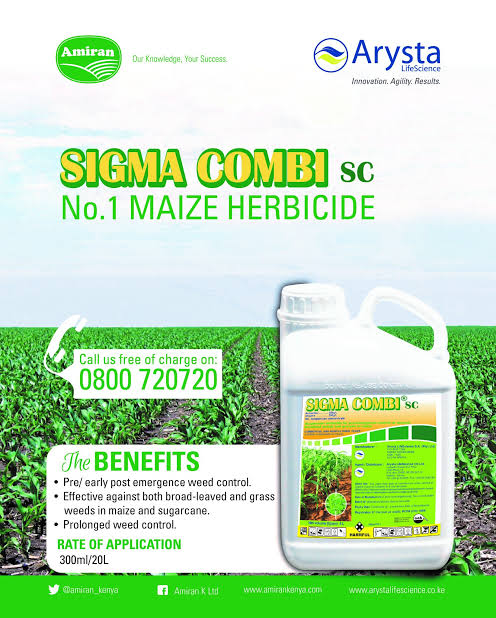 Amiran
Our Knowledge, Your Success.
Arysta
LifeScience
Innovation. Agility. Results.
SIGMA COMBI SC
No.1 MAIZE HERBICIDE
Call us free of charge on:
0800 720720
The BENEFITS
• Pre/ early post emergence weed control.
• Effective against both broad-leaved and grass
weeds in maize and sugarcane.
• Prolonged weed control.
RATE OF APPLICATION
300ml/20L
SIGMA COMBI® SC
HARMFUL
@amiran_kenya
Amiran K Ltd
www.amirankenya.com
www.arystalifescience.co.ke